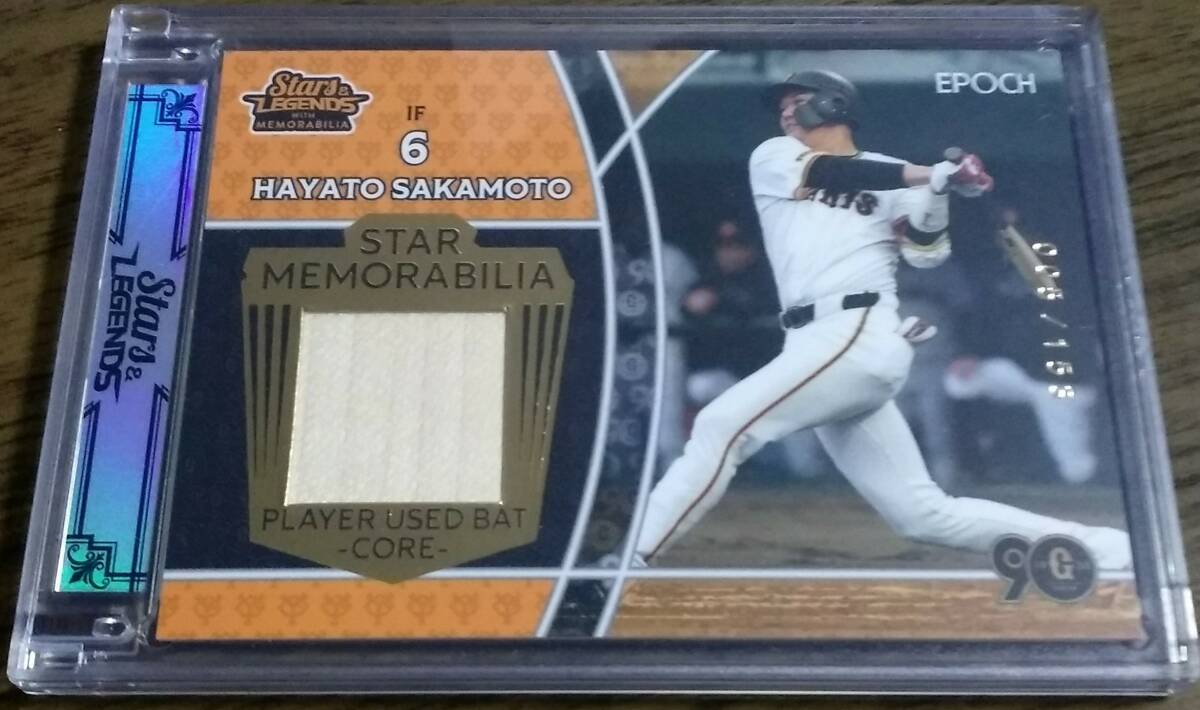 Stars &
LEGENDS
WITH
MEMORABILIA
IF
6
HAYATO SAKAMOTO
STAR
MEMORABILIA
PLAYER USED BAT
-CORE-
EPOCH
90
G
Stars &
LEGENDS